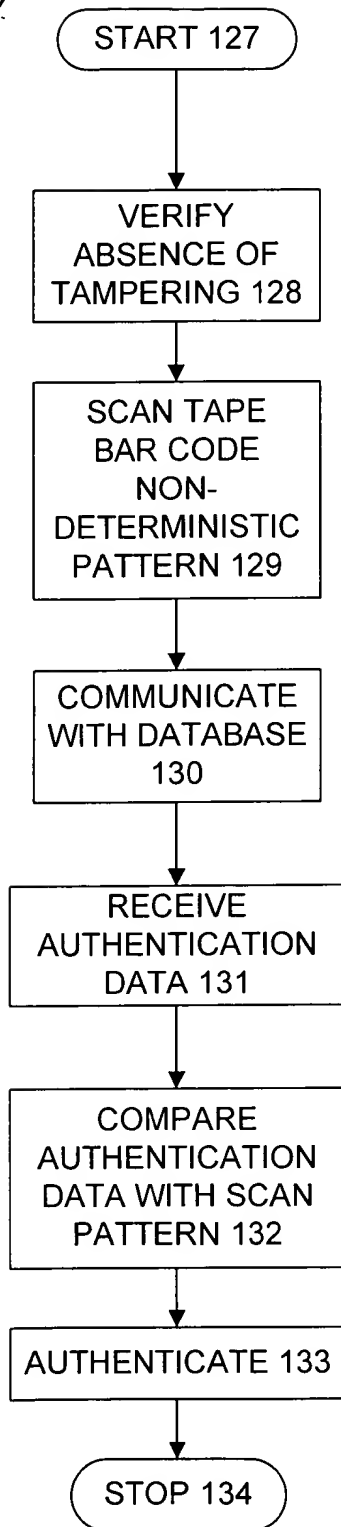 START 127
VERIFY
ABSENCE OF
TAMPERING 128
SCAN TAPE
BAR CODE
NON-
DETERMINISTIC
PATTERN 129
COMMUNICATE
WITH DATABASE
130
RECEIVE
AUTHENTICATION
DATA 131
COMPARE
AUTHENTICATION
DATA WITH SCAN
PATTERN 132
AUTHENTICATE 133
STOP 134